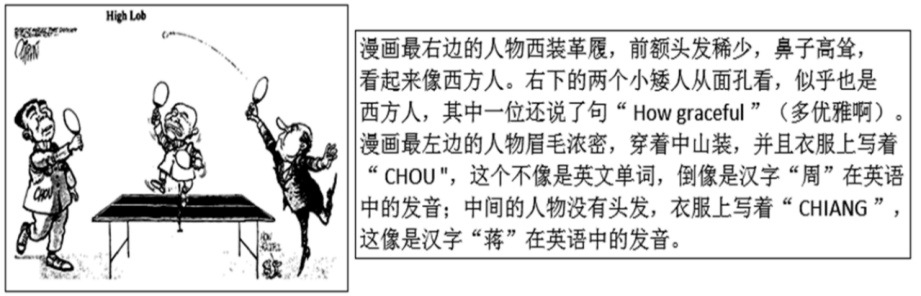 High Lob
CHOU
HOW
漫画最右边的人物西装革履，前额头发稀少，鼻子高耸，
看起来像西方人。右下的两个小矮人从面孔看，似乎也是
西方人，其中一位还说了句“How graceful”（多优雅啊）。
漫画最左边的人物眉毛浓密，穿着中山装，并且衣服上写着
“CHOU"，这个不像是英文单词，倒像是汉字“周”在英语
中的发音；中间的人物没有头发，衣服上写着“CHIANG”，
这像是汉字“蒋”在英语中的发音。